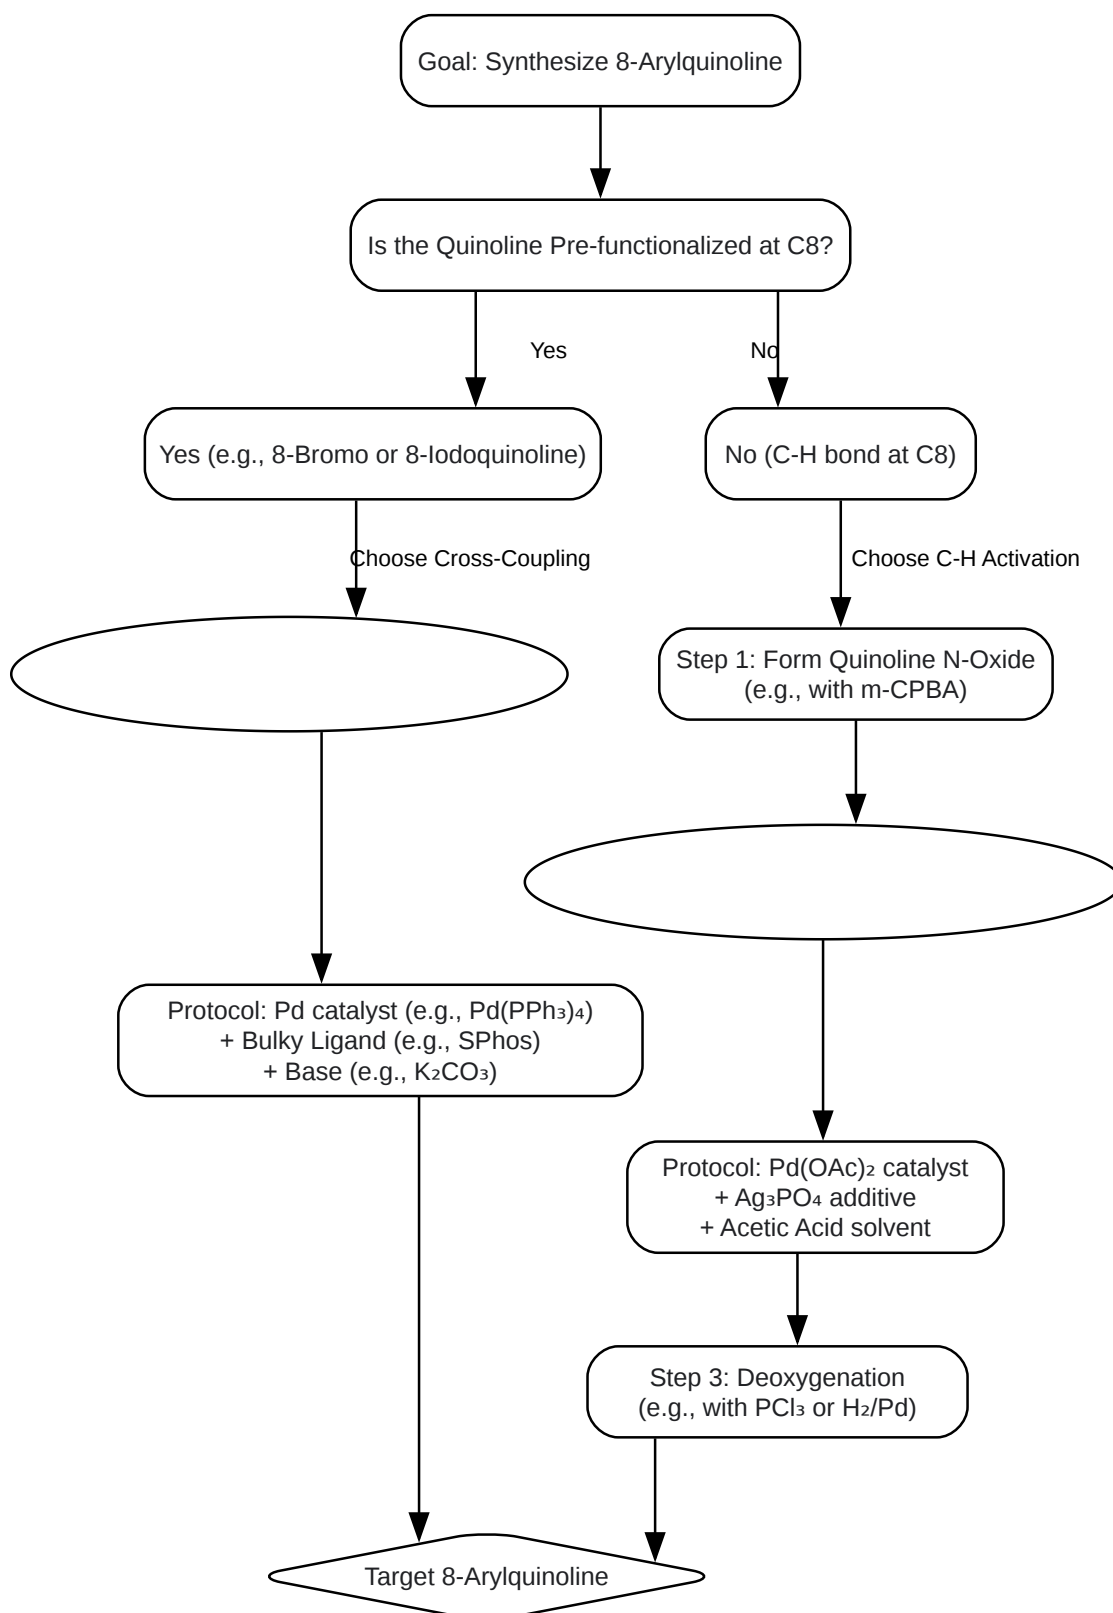 Goal: Synthesize 8-Arylquinoline
Is the Quinoline Pre-functionalized at C8?
Yes
No
Yes (e.g., 8-Bromo or 8-Iodoquinoline)
No (C-H bond at C8)
Choose Cross-Coupling
Choose C-H Activation
Step 1: Form Quinoline N-Oxide
(e.g., with m-CPBA)
Protocol: Pd catalyst (e.g., Pd(PPh₃)₄)
+ Bulky Ligand (e.g., SPhos)
+ Base (e.g., K₂CO₃)
Protocol: Pd(OAc)₂ catalyst
+ Ag₃PO₄ additive
+ Acetic Acid solvent
Step 3: Deoxygenation
(e.g., with PCl₃ or H₂/Pd)
Target 8-Arylquinoline